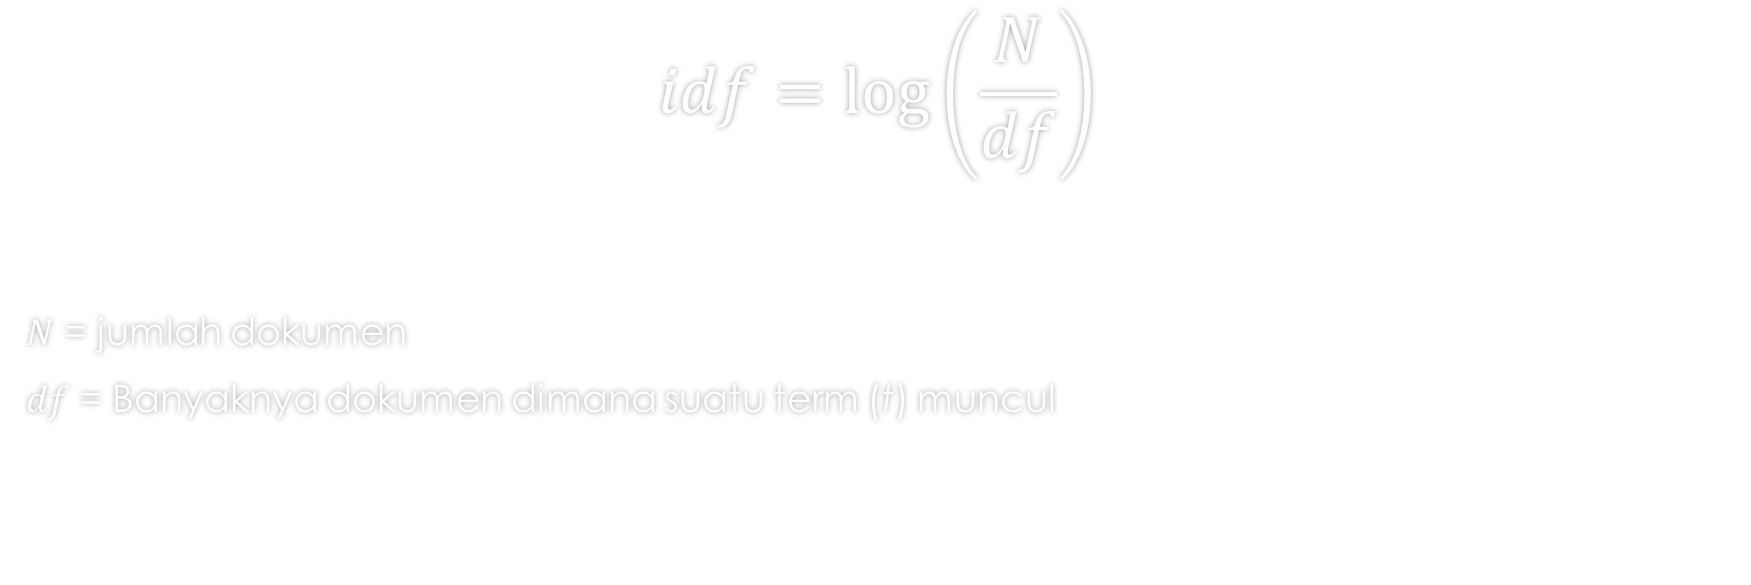 idf = log(N/df)
N = jumlah dokumen
df = Banyaknya dokumen dimana suatu term (t) muncul